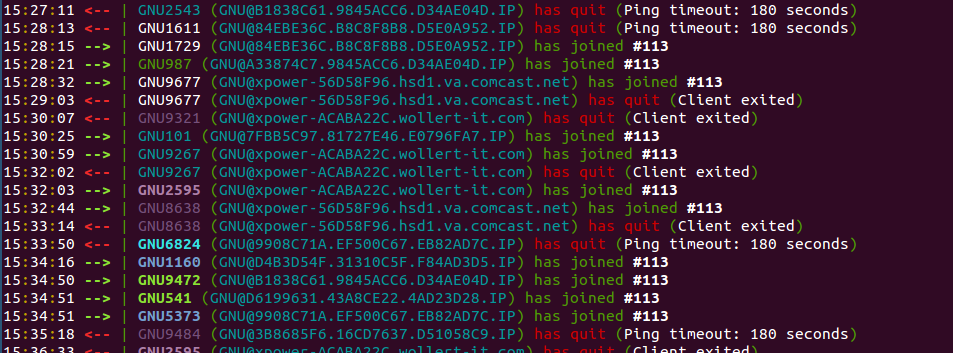 15:27:11 <-- | GNU2543 (GNU@B1838C61.9845ACC6.D34AE04D.IP) has quit (Ping timeout: 180 seconds)
15:28:13 <-- | GNU1611 (GNU@84EBE36C.B8C8F8B8.D5E0A952.IP) has quit (Ping timeout: 180 seconds)
15:28:15 --> | GNU1729 (GNU@84EBE36C.B8C8F8B8.D5E0A952.IP) has joined #113
15:28:21 --> | GNU987 (GNU@A33874C7.9845ACC6.D34AE04D.IP) has joined #113
15:28:32 --> | GNU9677 (GNU@xpower-56D58F96.hsd1.va.comcast.net) has joined #113
15:29:03 <-- | GNU9677 (GNU@xpower-56D58F96.hsd1.va.comcast.net) has quit (Client exited)
15:30:07 <-- | GNU9321 (GNU@xpower-ACABA22C.wollert-it.com) has quit (Client exited)
15:30:25 --> | GNU101 (GNU@7FBB5C97.81727E46.E0796FA7.IP) has joined #113
15:30:59 --> | GNU9267 (GNU@xpower-ACABA22C.wollert-it.com) has joined #113
15:32:02 <-- | GNU9267 (GNU@xpower-ACABA22C.wollert-it.com) has quit (Client exited)
15:32:03 --> | GNU2595 (GNU@xpower-ACABA22C.wollert-it.com) has joined #113
15:32:44 --> | GNU8638 (GNU@xpower-56D58F96.hsd1.va.comcast.net) has joined #113
15:33:14 <-- | GNU8638 (GNU@xpower-56D58F96.hsd1.va.comcast.net) has quit (Client exited)
15:33:50 <-- | GNU6824 (GNU@9908C71A.EF500C67.EB82AD7C.IP) has quit (Ping timeout: 180 seconds)
15:34:16 --> | GNU1160 (GNU@D4B3D54F.31310C5F.F84AD3D5.IP) has joined #113
15:34:50 --> | GNU9472 (GNU@B1838C61.9845ACC6.D34AE04D.IP) has joined #113
15:34:51 --> | GNU541 (GNU@D6199631.43A8CE22.4AD23D28.IP) has joined #113
15:34:51 --> | GNU5373 (GNU@9908C71A.EF500C67.EB82AD7C.IP) has joined #113
15:35:18 <-- | GNU9484 (GNU@3B8685F6.16CD7637.D51058C9.IP) has quit (Ping timeout: 180 seconds)
15:36:33 <-- | GNU2595 (GNU@xpower-ACABA22C.wollert-it.com) has quit (Client exited)